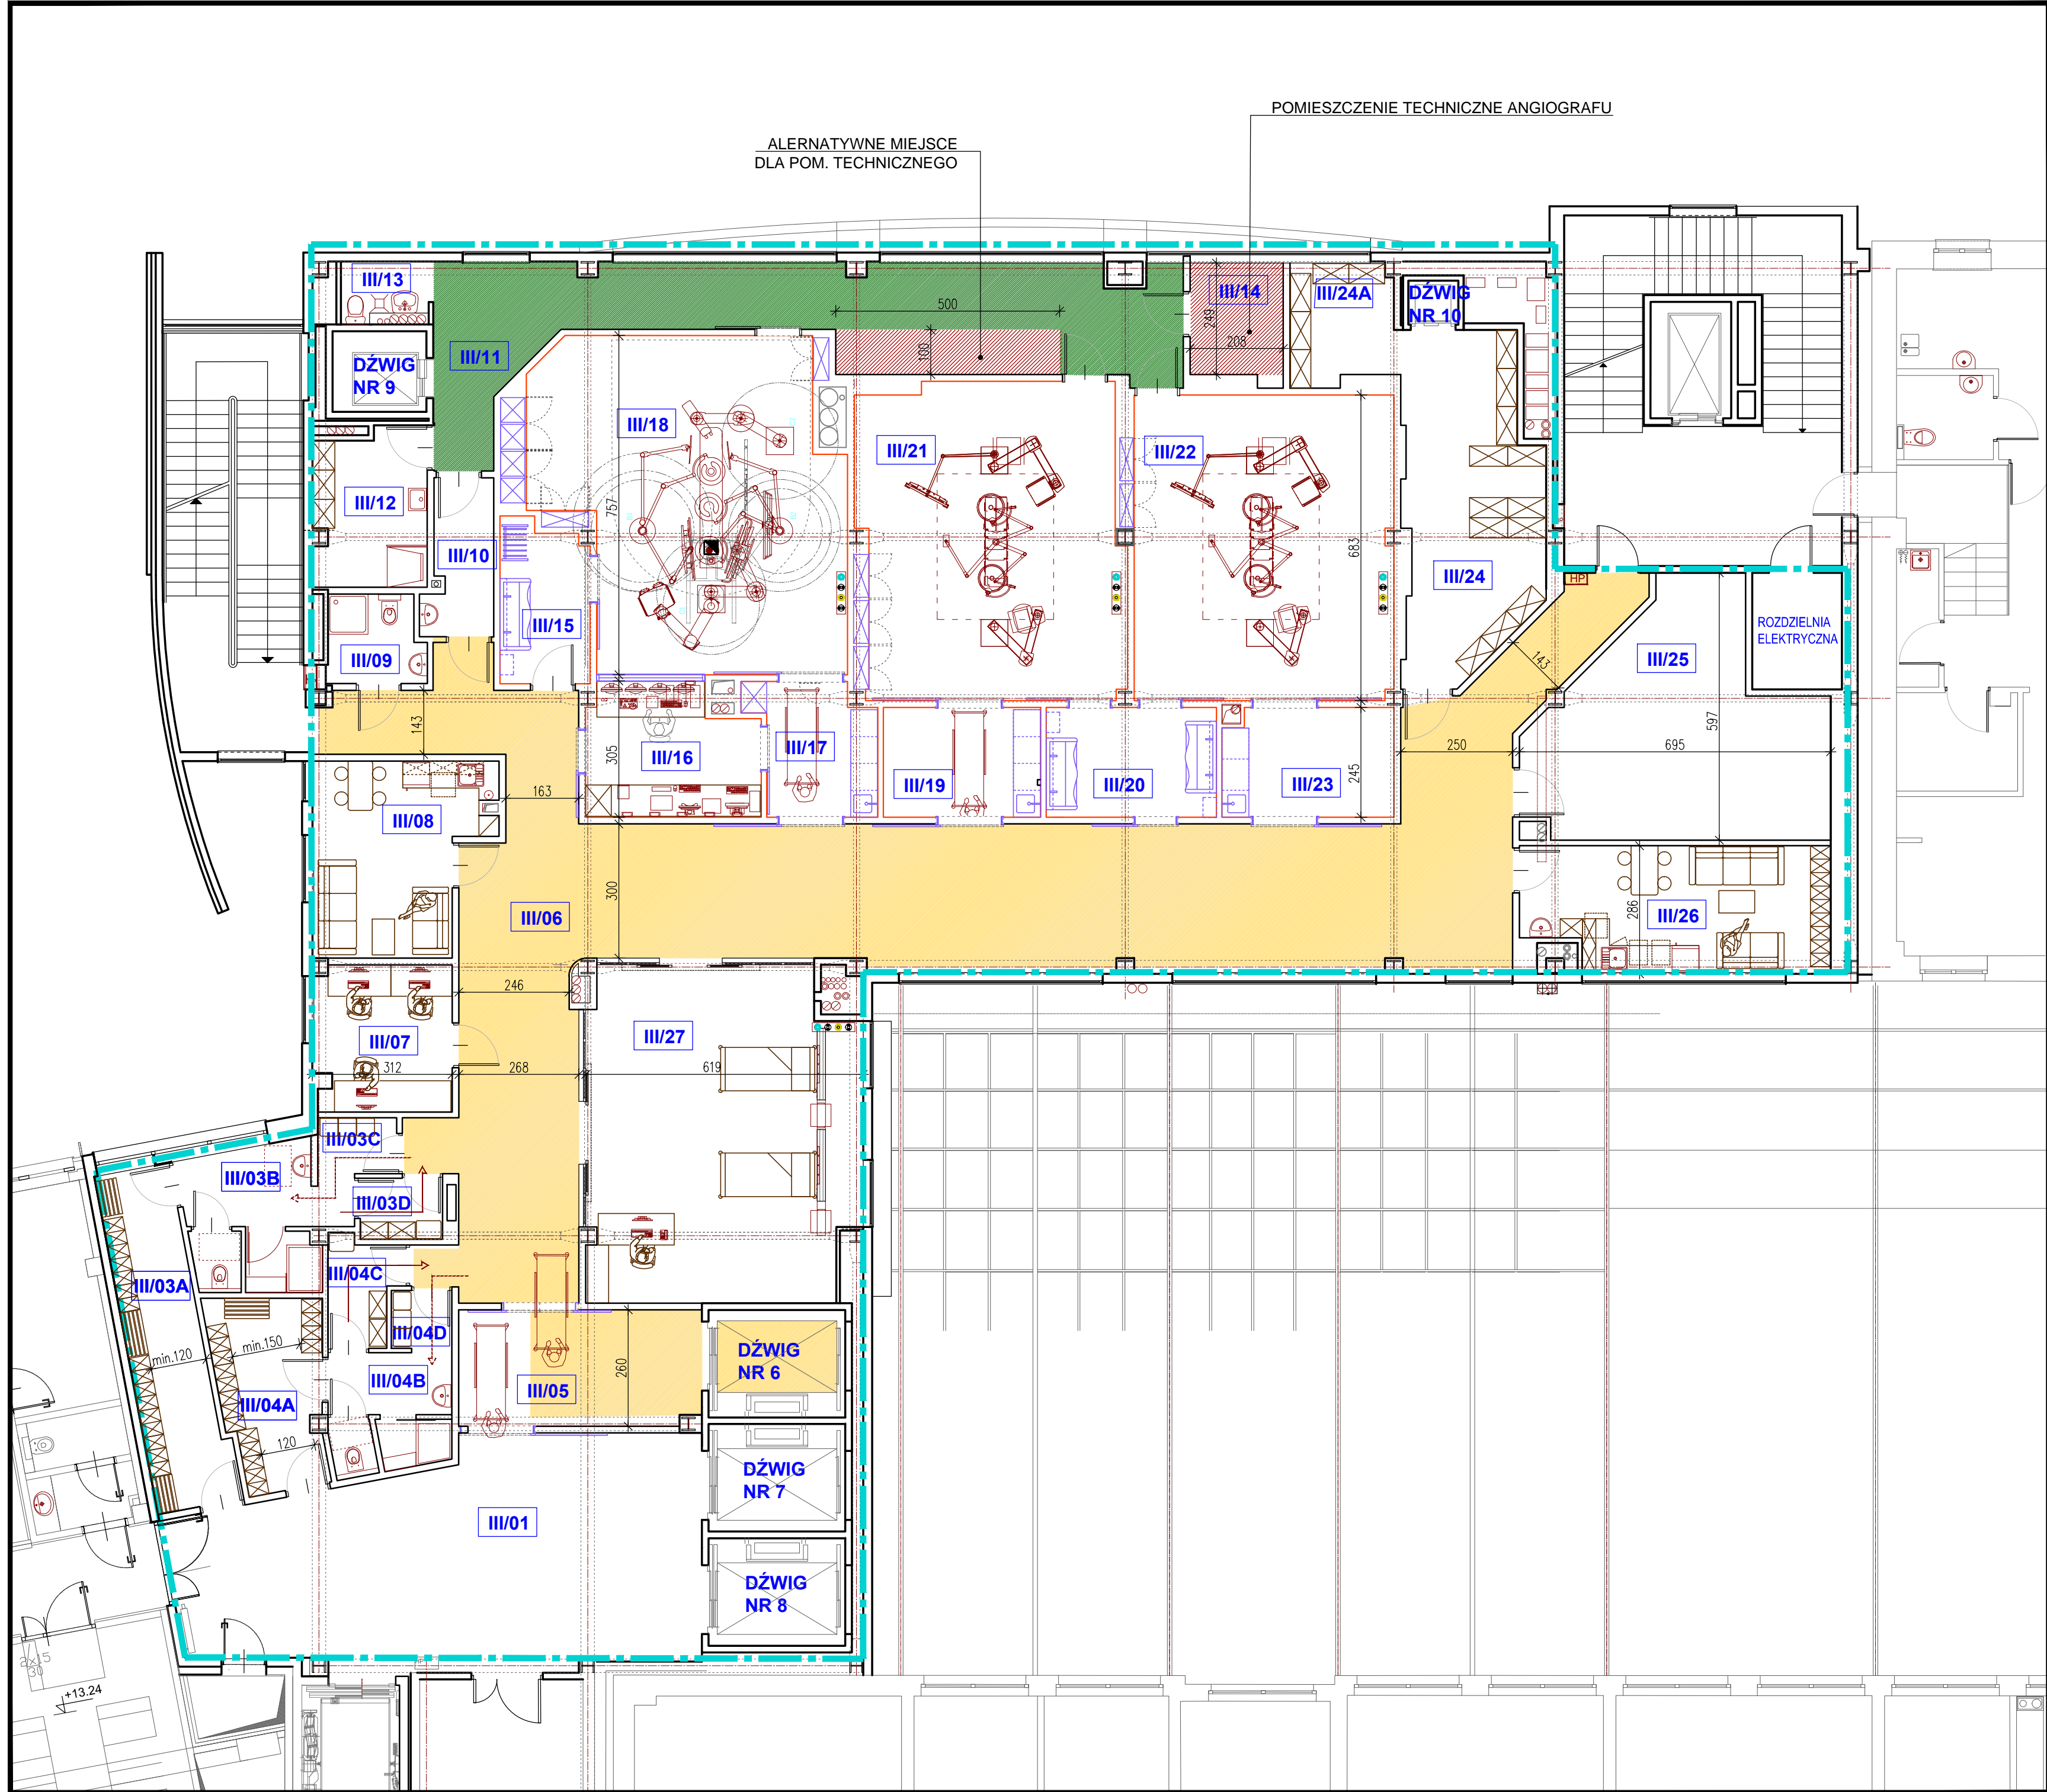 POMIESZCZENIE TECHNICZNE ANGIOGRAFU
ALERNATYWNE MIEJSCE
DLA POM. TECHNICZNEGO
III/13
III/14
III/24A
DŹWIG
NR 10
500
249
208
100
III/11
DŹWIG
NR 9
III/18
III/21
III/22
757
683
III/12
III/10
III/24
HP
ROZDZIELNIA
ELEKTRYCZNA
III/15
III/09
III/25
143
143
597
III/16
III/17
305
III/19
III/20
III/23
245
250
695
163
III/08
300
III/06
286
III/26
246
III/07
III/27
312
268
619
III/03C
III/03B
III/03D
III/04C
III/03A
III/04D
min.120
min.150
260
DŹWIG
NR 6
III/04B
III/05
III/04A
120
DŹWIG
NR 7
III/01
DŹWIG
NR 8
2x15
30
+13.24